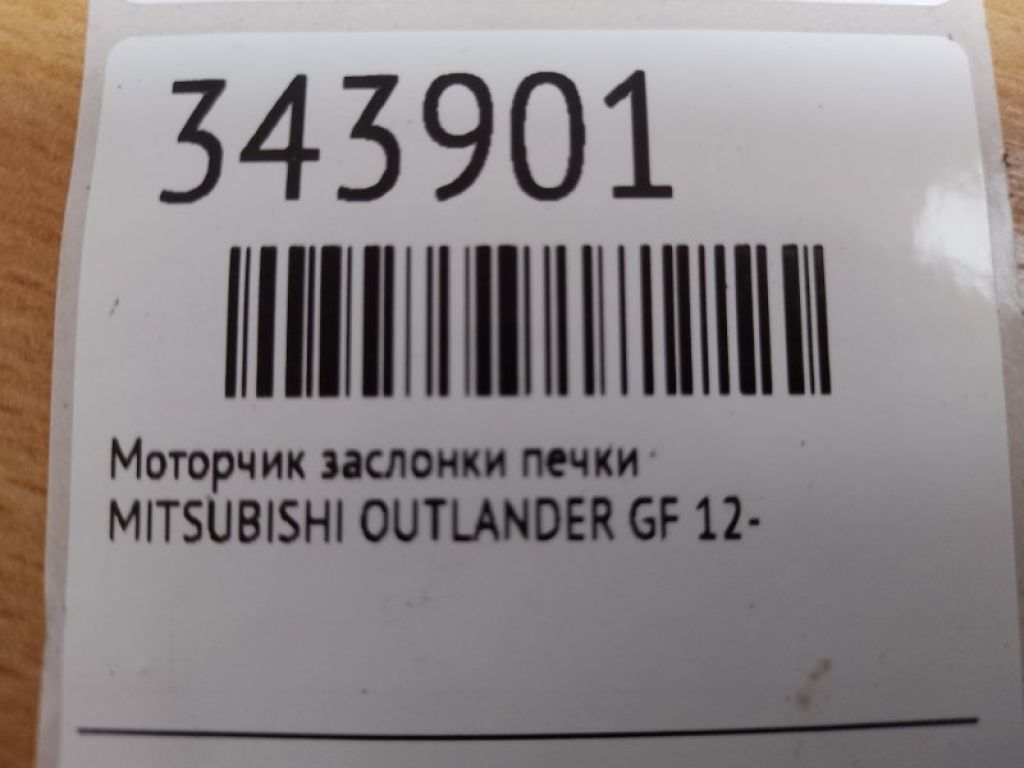 343901
Моторчик заслонки печки
MITSUBISHI OUTLANDER GF 12-